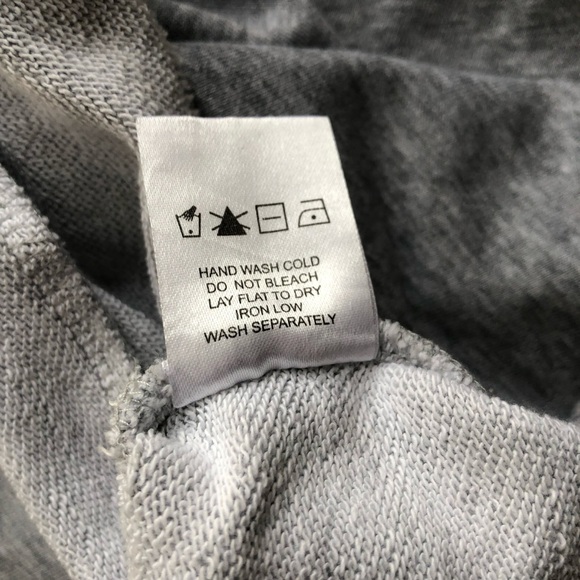 HAND WASH COLD
DO NOT BLEACH
LAY FLAT TO DRY
IRON LOW
WASH SEPARATELY